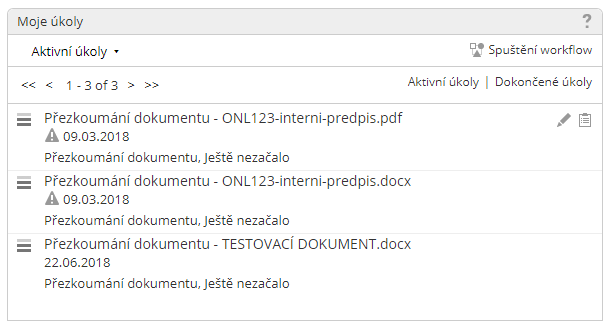 Moje úkoly ?
Aktivní úkoly Spuštění workflow
<< < 1 - 3 of 3 > >> Aktivní úkoly | Dokončené úkoly
Přezkoumání dokumentu - ONL123-interni-predpis.pdf
09.03.2018
Přezkoumání dokumentu, Ještě nezačalo
Přezkoumání dokumentu - ONL123-interni-predpis.docx
09.03.2018
Přezkoumání dokumentu, Ještě nezačalo
Přezkoumání dokumentu - TESTOVACÍ DOKUMENT.docx
22.06.2018
Přezkoumání dokumentu, Ještě nezačalo